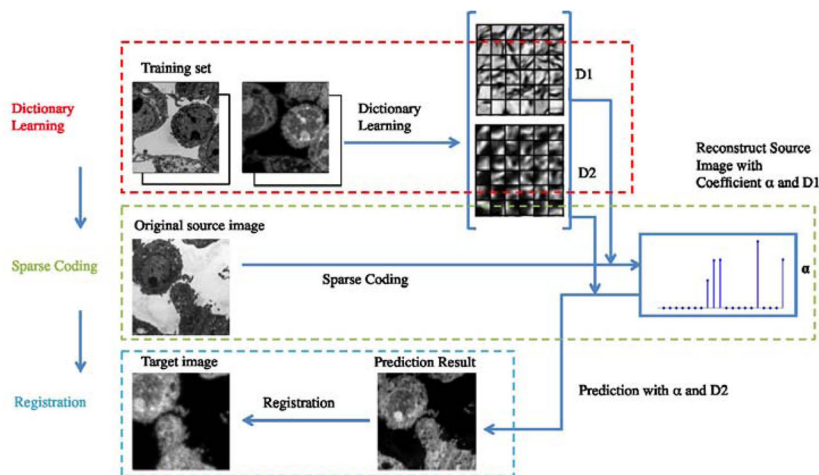 Training set
D1
Dictionary
Learning
Dictionary
Learning
D2
Reconstruct Source
Image with
Coefficient α and D1
Original source image
Sparse Coding
Sparse Coding
α
Target image
Prediction Result
Registration
Registration
Prediction with α and D2